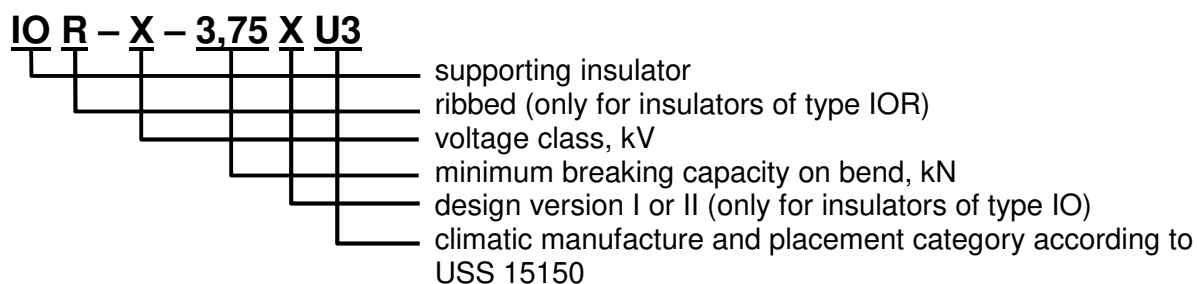 IO R – X – 3,75 X U3
supporting insulator
ribbed (only for insulators of type IOR)
voltage class, kV
minimum breaking capacity on bend, kN
design version I or II (only for insulators of type IO)
climatic manufacture and placement category according to
USS 15150